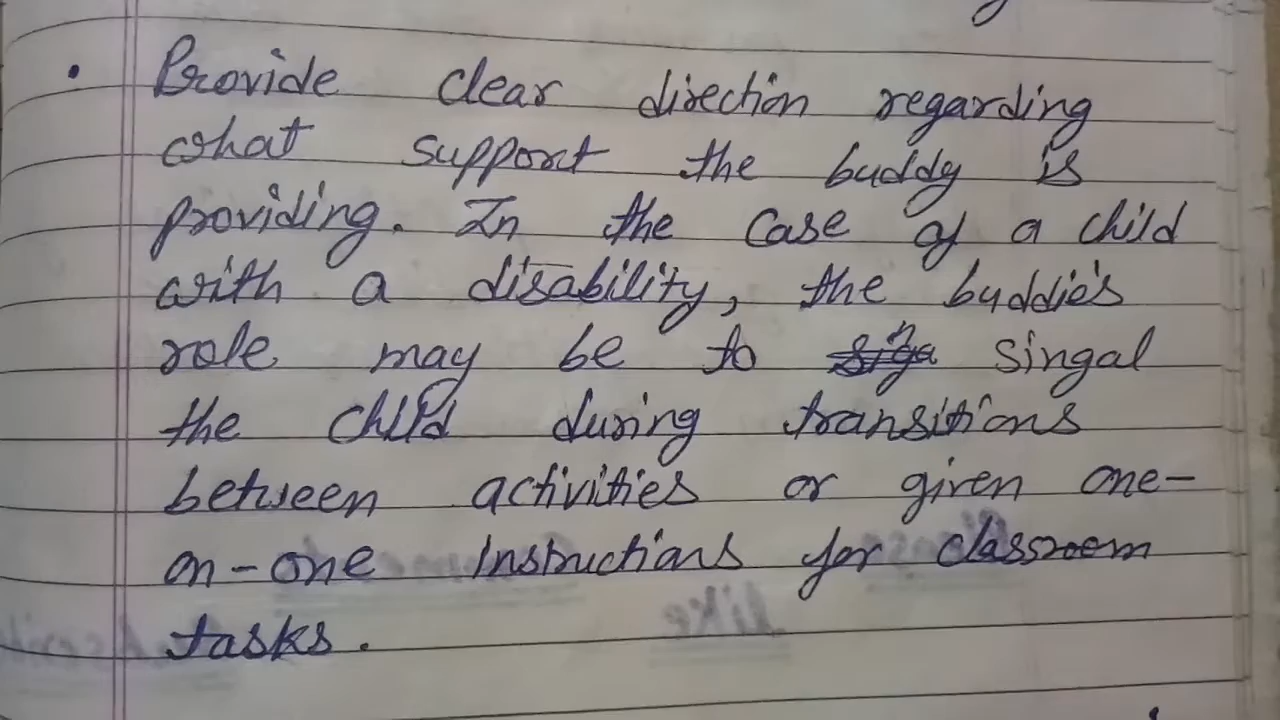 • Provide clear direction regarding
what support the buddy is
providing. In the case of a child
with a disability, the buddie's
role may be to singal
the child during transitions
between activities or given one-
on-one Instructions for classroom
tasks.